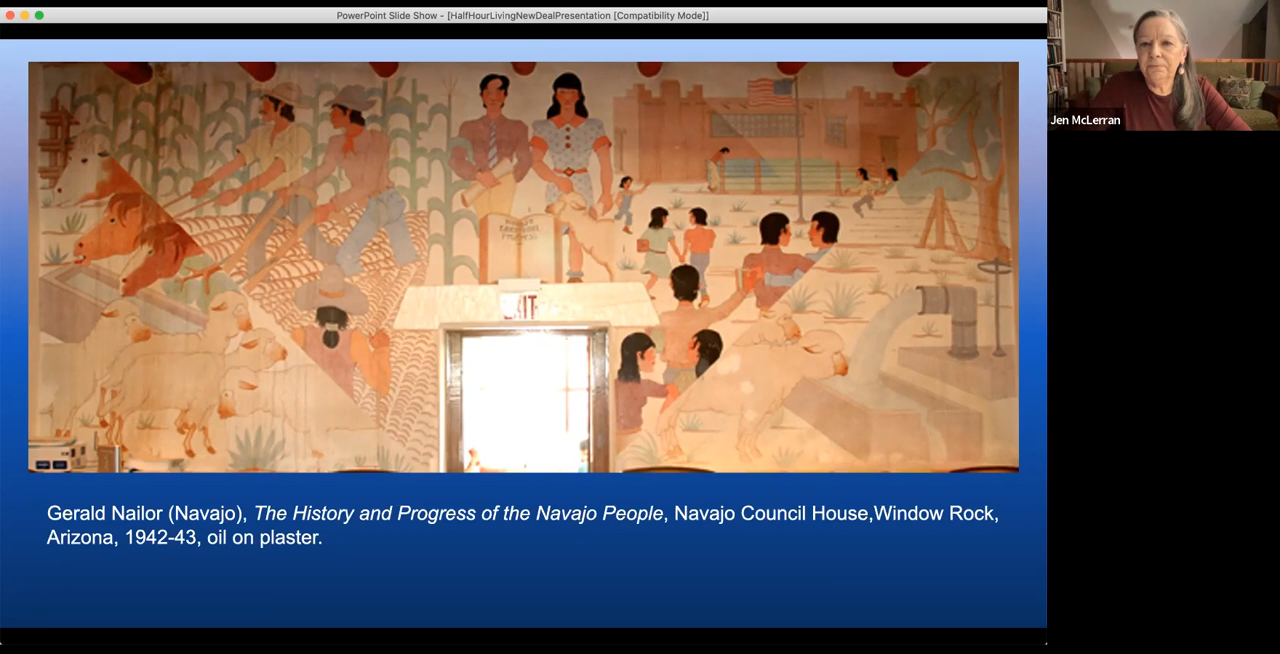 PowerPoint Slide Show - [HalfHourLivingNewDealPresentation [Compatibility Mode]]
Jen McLerran
EXIT
Gerald Nailor (Navajo), The History and Progress of the Navajo People, Navajo Council House,Window Rock,
Arizona, 1942-43, oil on plaster.